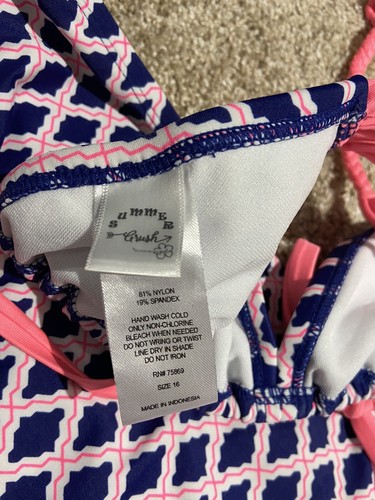 SUMMER
Crush
81% NYLON
19% SPANDEX
HAND WASH COLD
ONLY NON-CHLORINE
BLEACH WHEN NEEDED
DO NOT WRING OR TWIST
LINE DRY IN SHADE
DO NOT IRON
RN# 75869
SIZE 16
MADE IN INDONESIA